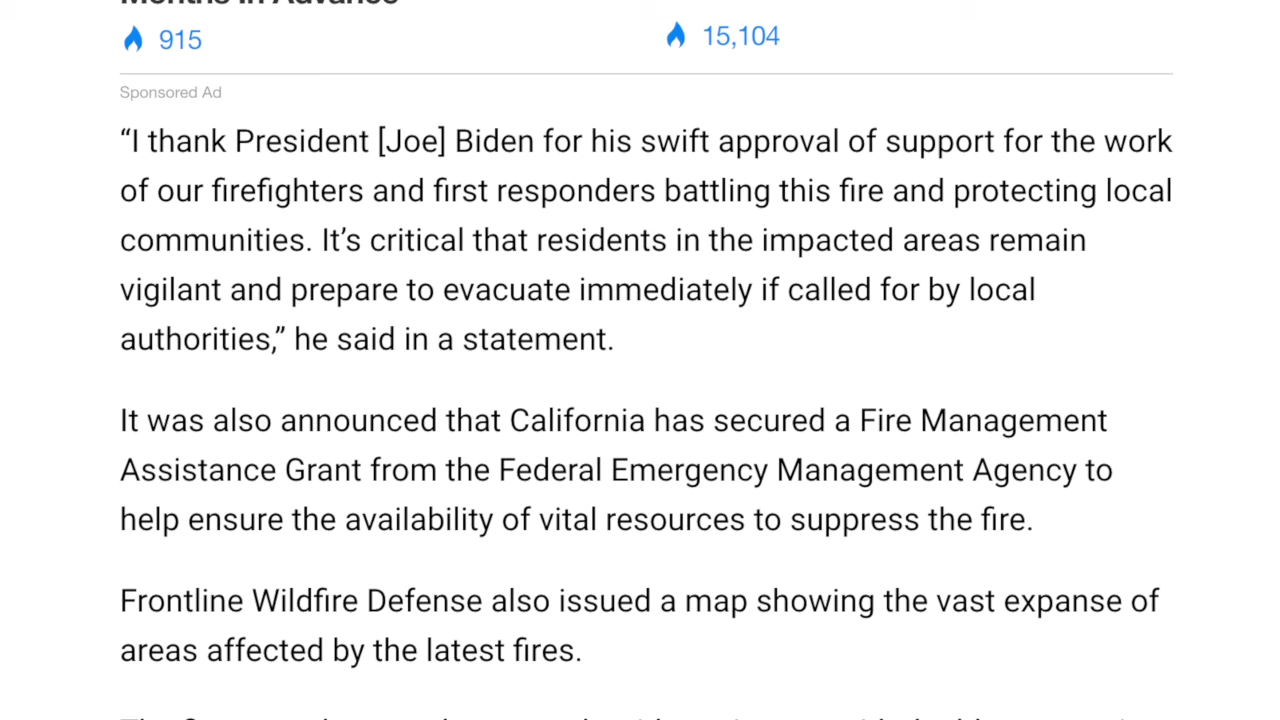 Months in Advance
915
15,104
Sponsored Ad
“I thank President [Joe] Biden for his swift approval of support for the work
of our firefighters and first responders battling this fire and protecting local
communities. It’s critical that residents in the impacted areas remain
vigilant and prepare to evacuate immediately if called for by local
authorities,” he said in a statement.
It was also announced that California has secured a Fire Management
Assistance Grant from the Federal Emergency Management Agency to
help ensure the availability of vital resources to suppress the fire.
Frontline Wildfire Defense also issued a map showing the vast expanse of
areas affected by the latest fires.